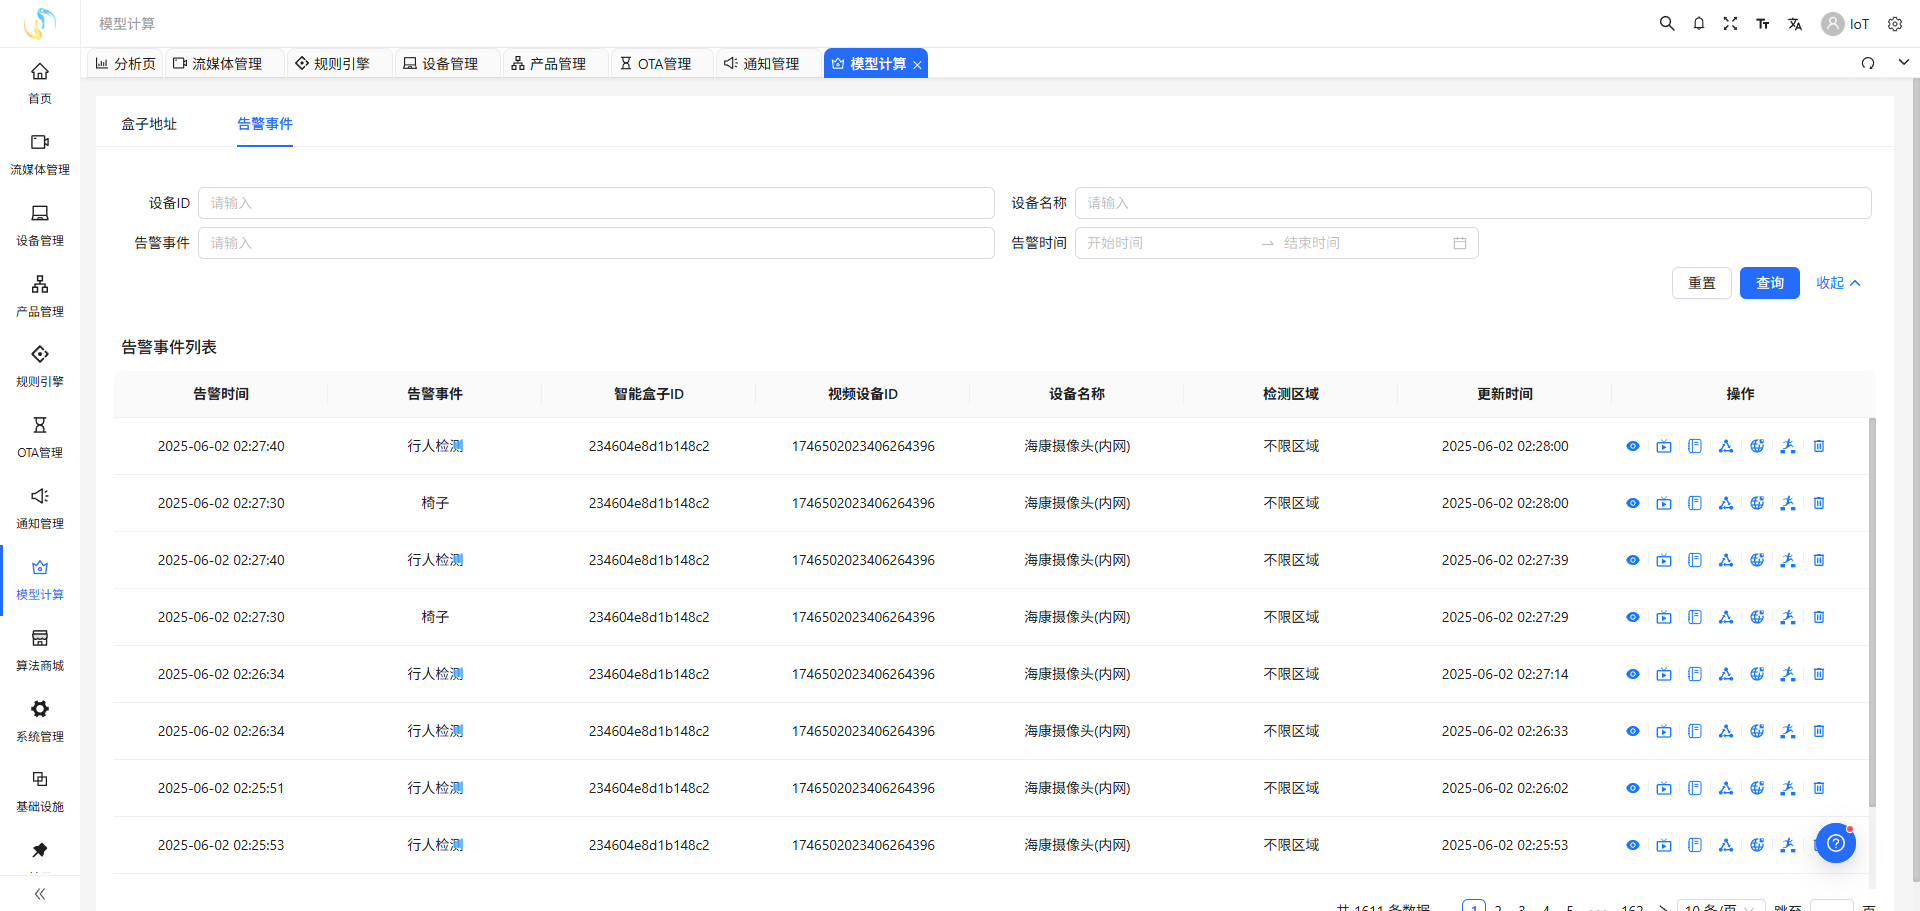 模型计算
IoT
分析页 流媒体管理 规则引擎 设备管理 产品管理 OTA管理 通知管理 模型计算
首页
流媒体管理
设备管理
产品管理
规则引擎
OTA管理
通知管理
模型计算
算法商城
系统管理
基础设施
盒子地址 告警事件
设备ID 请输入 设备名称 请输入
告警事件 请输入 告警时间 开始时间 结束时间
重置 查询 收起
告警事件列表
告警时间 告警事件 智能盒子ID 视频设备ID 设备名称 检测区域 更新时间 操作
2025-06-02 02:27:40 行人检测 234604e8d1b148c2 1746502023406264396 海康摄像头(内网) 不限区域 2025-06-02 02:28:00
2025-06-02 02:27:30 椅子 234604e8d1b148c2 1746502023406264396 海康摄像头(内网) 不限区域 2025-06-02 02:28:00
2025-06-02 02:27:40 行人检测 234604e8d1b148c2 1746502023406264396 海康摄像头(内网) 不限区域 2025-06-02 02:27:39
2025-06-02 02:27:30 椅子 234604e8d1b148c2 1746502023406264396 海康摄像头(内网) 不限区域 2025-06-02 02:27:29
2025-06-02 02:26:34 行人检测 234604e8d1b148c2 1746502023406264396 海康摄像头(内网) 不限区域 2025-06-02 02:27:14
2025-06-02 02:26:34 行人检测 234604e8d1b148c2 1746502023406264396 海康摄像头(内网) 不限区域 2025-06-02 02:26:33
2025-06-02 02:25:51 行人检测 234604e8d1b148c2 1746502023406264396 海康摄像头(内网) 不限区域 2025-06-02 02:26:02
2025-06-02 02:25:53 行人检测 234604e8d1b148c2 1746502023406264396 海康摄像头(内网) 不限区域 2025-06-02 02:25:53
共 1611 条数据 1 2 3 4 5 ••• 162 10 条/页 跳至 页